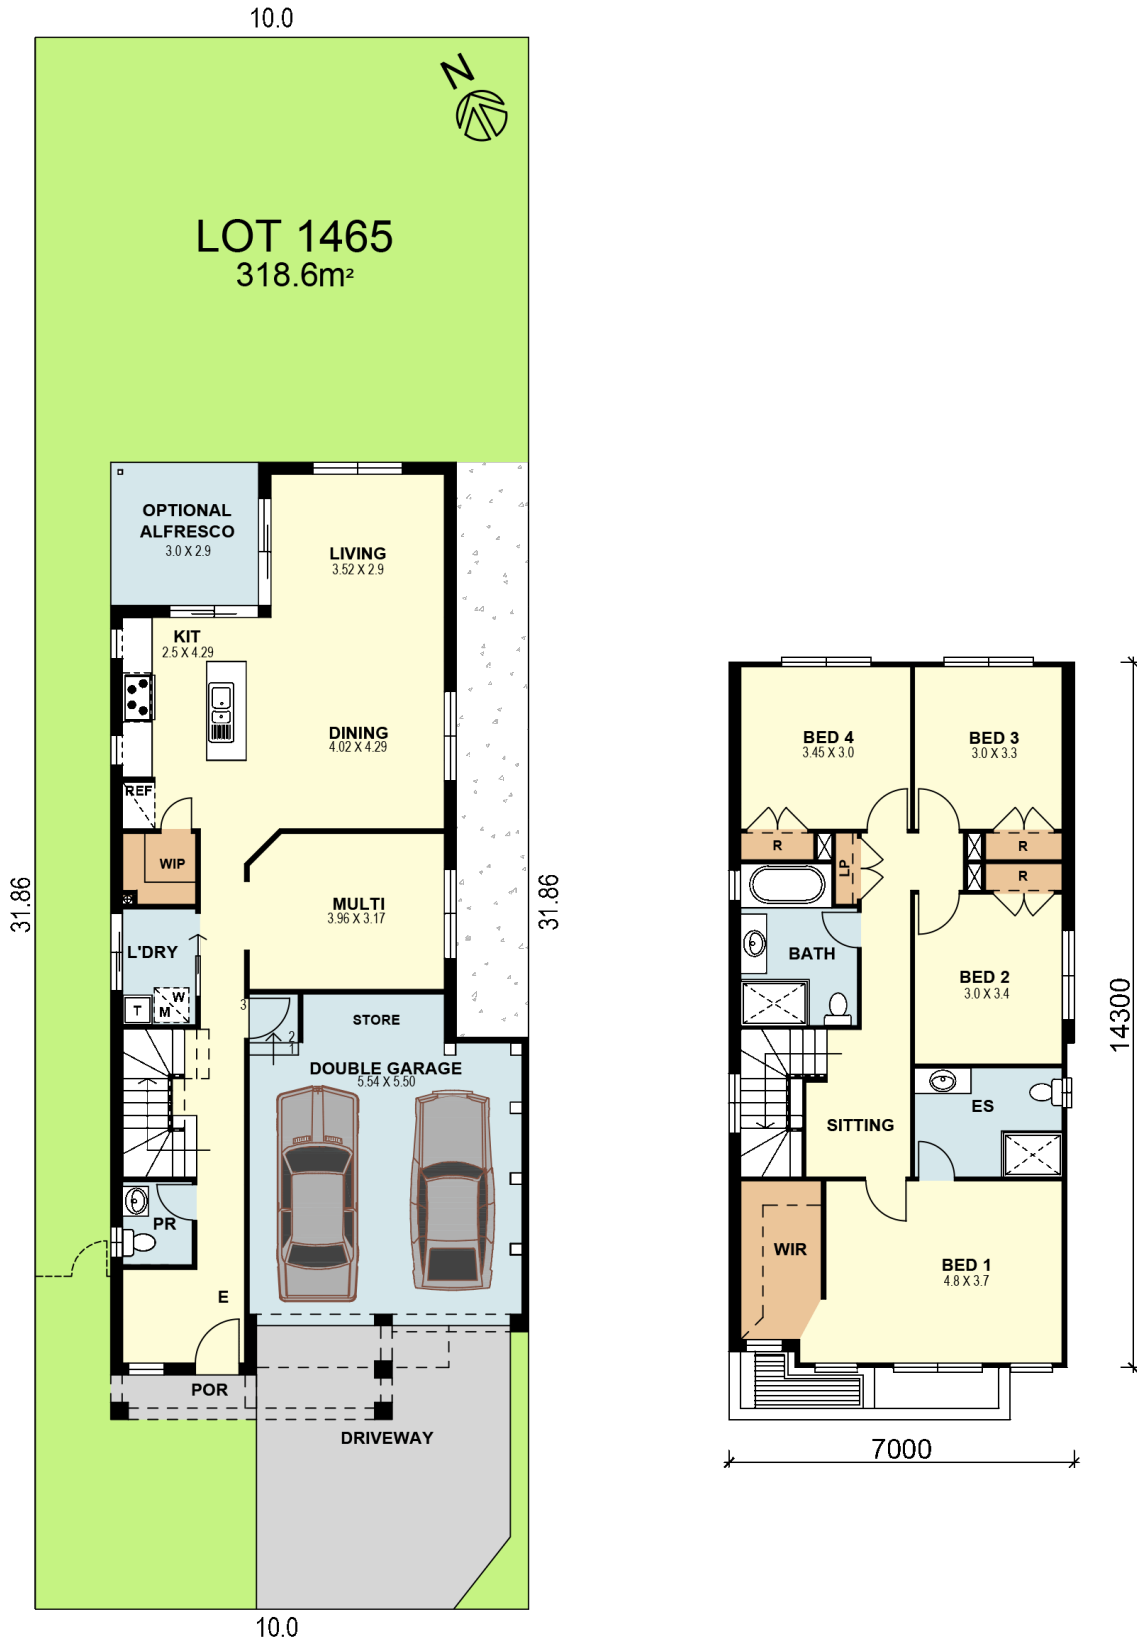 10.0
N
LOT 1465
318.6m²
OPTIONAL
ALFRESCO
3.0 X 2.9
LIVING
3.52 X 2.9
KIT
2.5 X 4.29
DINING
4.02 X 4.29
REF
WIP
MULTI
3.96 X 3.17
31.86
31.86
L'DRY
T
W
M
3
2
1
STORE
DOUBLE GARAGE
5.54 X 5.50
PR
E
POR
DRIVEWAY
10.0
BED 4
3.45 X 3.0
BED 3
3.0 X 3.3
R
LP
R
R
BATH
BED 2
3.0 X 3.4
14300
ES
SITTING
WIR
BED 1
4.8 X 3.7
7000